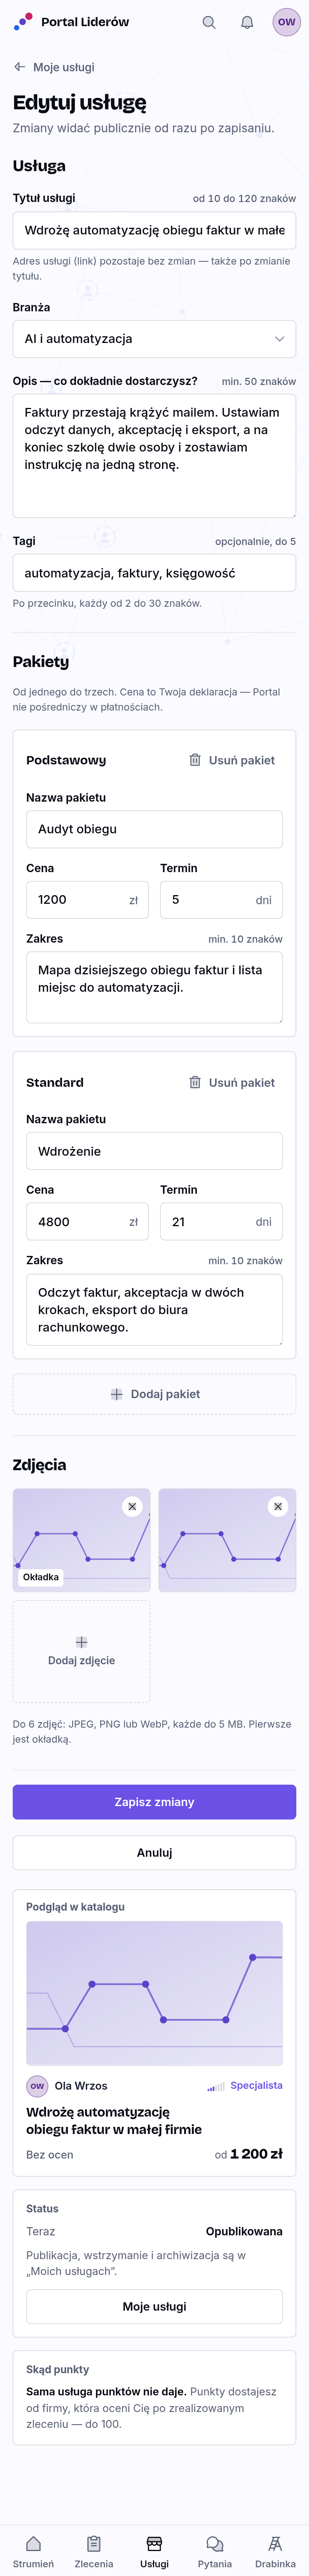 Portal Liderów
OW
Moje usługi
Edytuj usługę
Zmiany widać publicznie od razu po zapisaniu.
Usługa
Tytuł usługi
od 10 do 120 znaków
Wdrożę automatyzację obiegu faktur w małe
Adres usługi (link) pozostaje bez zmian — także po zmianie
tytułu.
Branża
AI i automatyzacja
Opis — co dokładnie dostarczysz?
min. 50 znaków
Faktury przestają krążyć mailem. Ustawiam
odczyt danych, akceptację i eksport, a na
koniec szkolę dwie osoby i zostawiam
instrukcję na jedną stronę.
Tagi
opcjonalnie, do 5
automatyzacja, faktury, księgowość
Po przecinku, każdy od 2 do 30 znaków.
Pakiety
Od jednego do trzech. Cena to Twoja deklaracja — Portal
nie pośredniczy w płatnościach.
Podstawowy
Usuń pakiet
Nazwa pakietu
Audyt obiegu
Cena
Termin
1200 zł
5 dni
Zakres
min. 10 znaków
Mapa dzisiejszego obiegu faktur i lista
miejsc do automatyzacji.
Standard
Usuń pakiet
Nazwa pakietu
Wdrożenie
Cena
Termin
4800 zł
21 dni
Zakres
min. 10 znaków
Odczyt faktur, akceptacja w dwóch
krokach, eksport do biura
rachunkowego.
Dodaj pakiet
Zdjęcia
Okładka
Dodaj zdjęcie
Do 6 zdjęć: JPEG, PNG lub WebP, każde do 5 MB. Pierwsze
jest okładką.
Zapisz zmiany
Anuluj
Podgląd w katalogu
OW
Ola Wrzos
Specjalista
Wdrożę automatyzację
obiegu faktur w małej firmie
Bez ocen
od 1 200 zł
Status
Teraz
Opublikowana
Publikacja, wstrzymanie i archiwizacja są w
„Moich usługach”.
Moje usługi
Skąd punkty
Sama usługa punktów nie daje. Punkty dostajesz
od firmy, która oceni Cię po zrealizowanym
zleceniu — do 100.
Strumień
Zlecenia
Usługi
Pytania
Drabinka